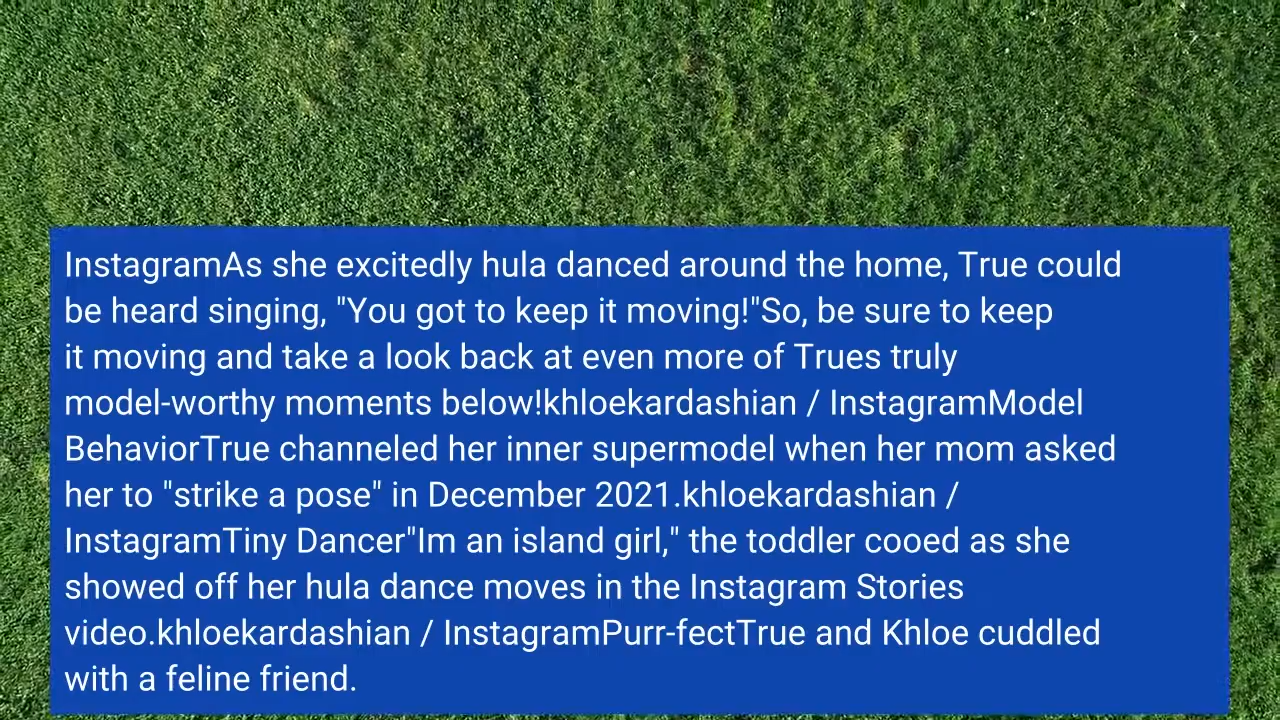 InstagramAs she excitedly hula danced around the home, True could
be heard singing, "You got to keep it moving!"So, be sure to keep
it moving and take a look back at even more of Trues truly
model-worthy moments below!khloekardashian / InstagramModel
BehaviorTrue channeled her inner supermodel when her mom asked
her to "strike a pose" in December 2021.khloekardashian /
InstagramTiny Dancer"Im an island girl," the toddler cooed as she
showed off her hula dance moves in the Instagram Stories
video.khloekardashian / InstagramPurr-fectTrue and Khloe cuddled
with a feline friend.